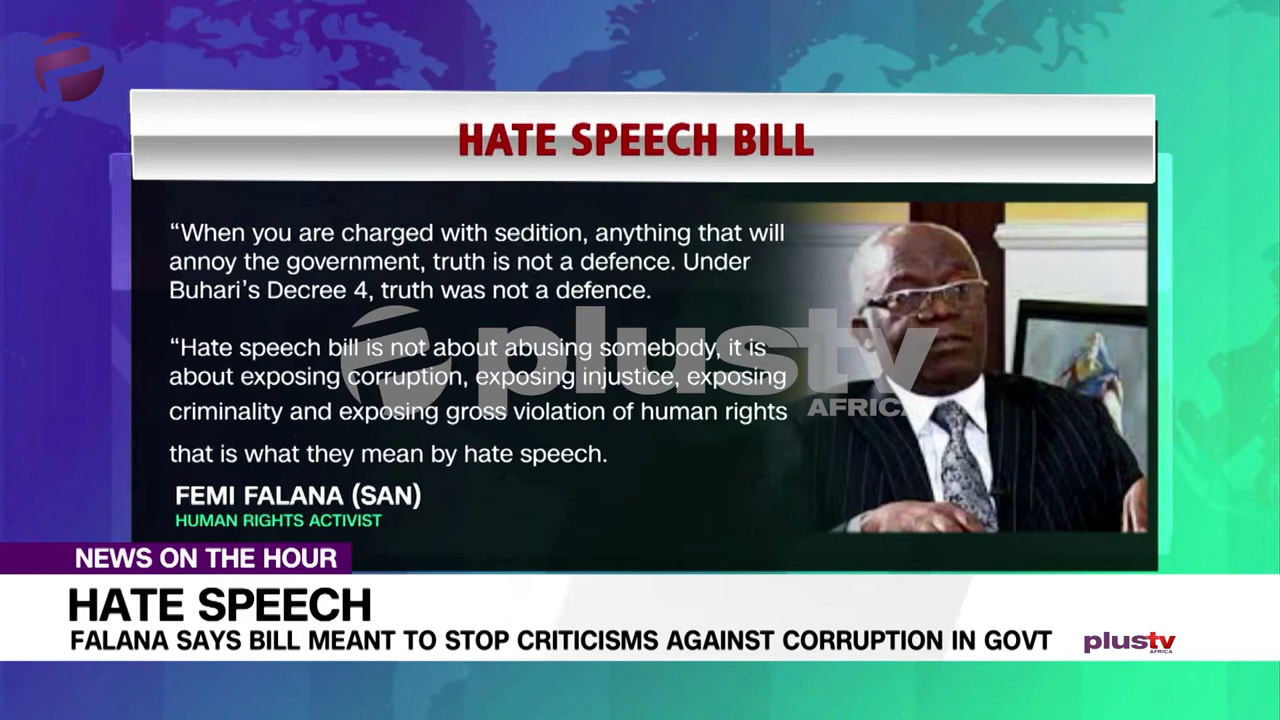 HATE SPEECH BILL
“When you are charged with sedition, anything that will
annoy the government, truth is not a defence. Under
Buhari’s Decree 4, truth was not a defence.
“Hate speech bill is not about abusing somebody, it is
about exposing corruption, exposing injustice, exposing
criminality and exposing gross violation of human rights
that is what they mean by hate speech.
plustv
AFRICA
FEMI FALANA (SAN)
HUMAN RIGHTS ACTIVIST
NEWS ON THE HOUR
HATE SPEECH
FALANA SAYS BILL MEANT TO STOP CRITICISMS AGAINST CORRUPTION IN GOVT
plustv
AFRICA